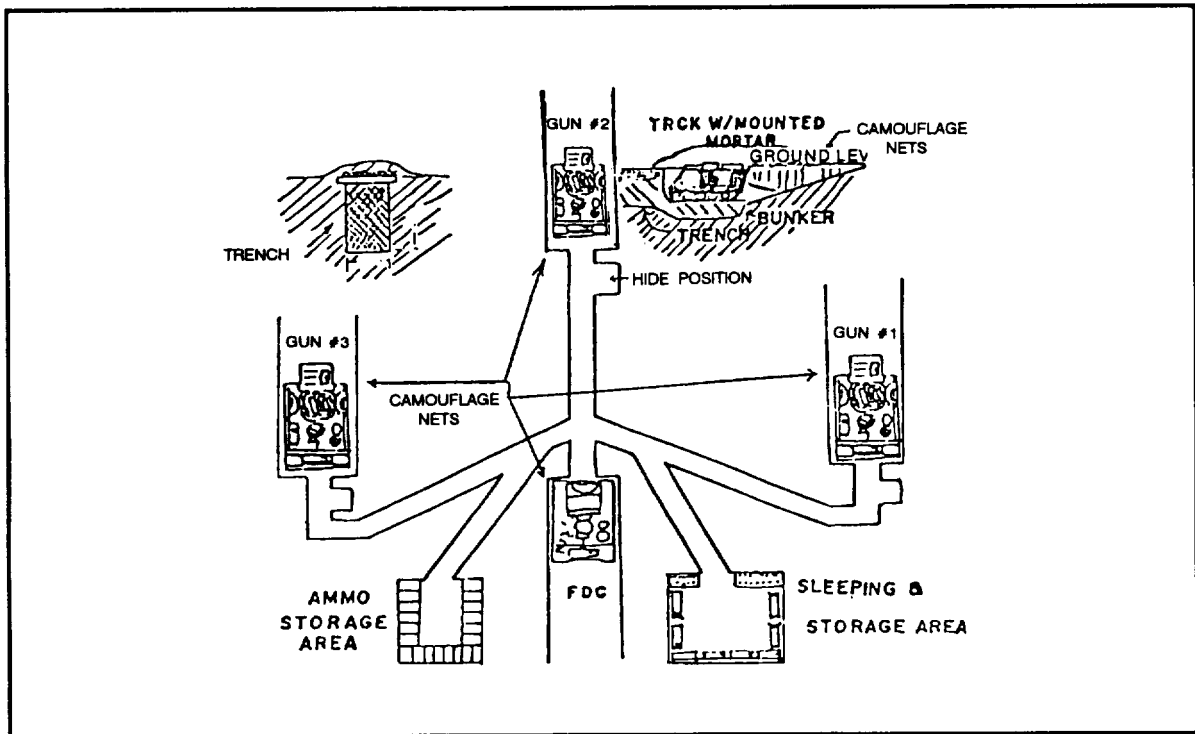 GUN #2
TRCK W/MOUNTED
MORTAR
CAMOUFLAGE
NETS
GROUND LEV
BUNKER
TRENCH
TRENCH
HIDE POSITION
GUN #3
GUN #1
CAMOUFLAGE
NETS
AMMO
STORAGE
AREA
FDC
SLEEPING &
STORAGE AREA